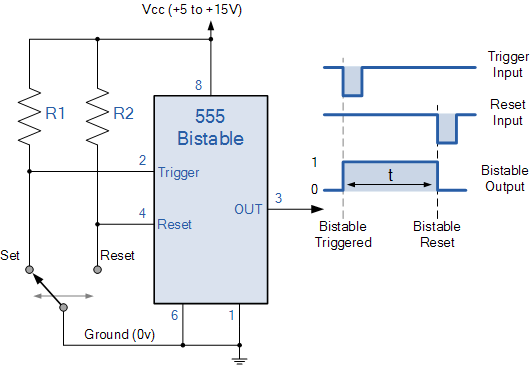 Vcc (+5 to +15V)
Trigger
Input
8
R1
R2
555
Bistable
Reset
Input
2
Trigger
1
0
t
Bistable
Output
4
Reset
3
OUT
Bistable
Triggered
Bistable
Reset
Set
Reset
6
1
Ground (0v)